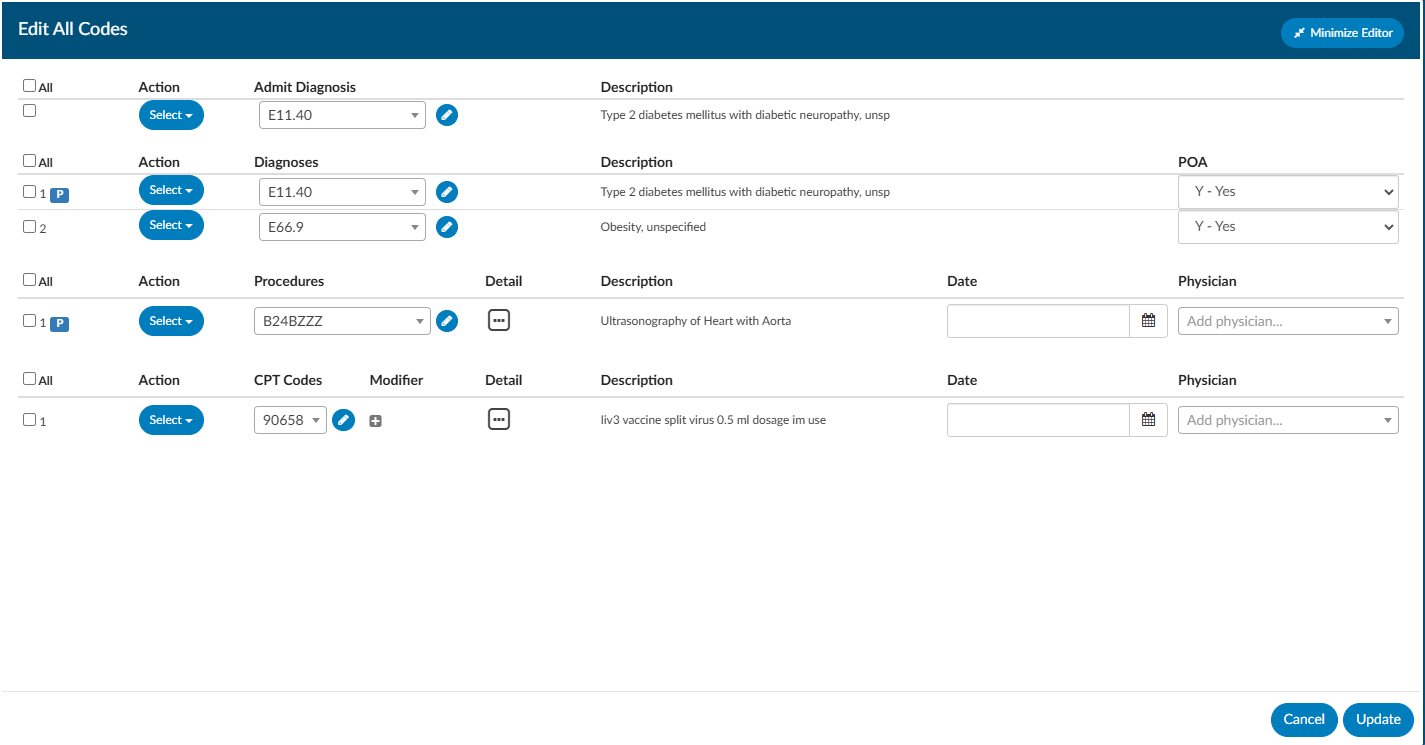 Edit All Codes
Minimize Editor
All Action Admit Diagnosis Description
Select E11.40 Type 2 diabetes mellitus with diabetic neuropathy, unsp
All Action Diagnoses Description POA
1 P Select E11.40 Type 2 diabetes mellitus with diabetic neuropathy, unsp Y - Yes
2 Select E66.9 Obesity, unspecified Y - Yes
All Action Procedures Detail Description Date Physician
1 P Select B24BZZZ Ultrasonography of Heart with Aorta Add physician...
All Action CPT Codes Modifier Detail Description Date Physician
1 Select 90658 Iiv3 vaccine split virus 0.5 ml dosage im use Add physician...
Cancel Update